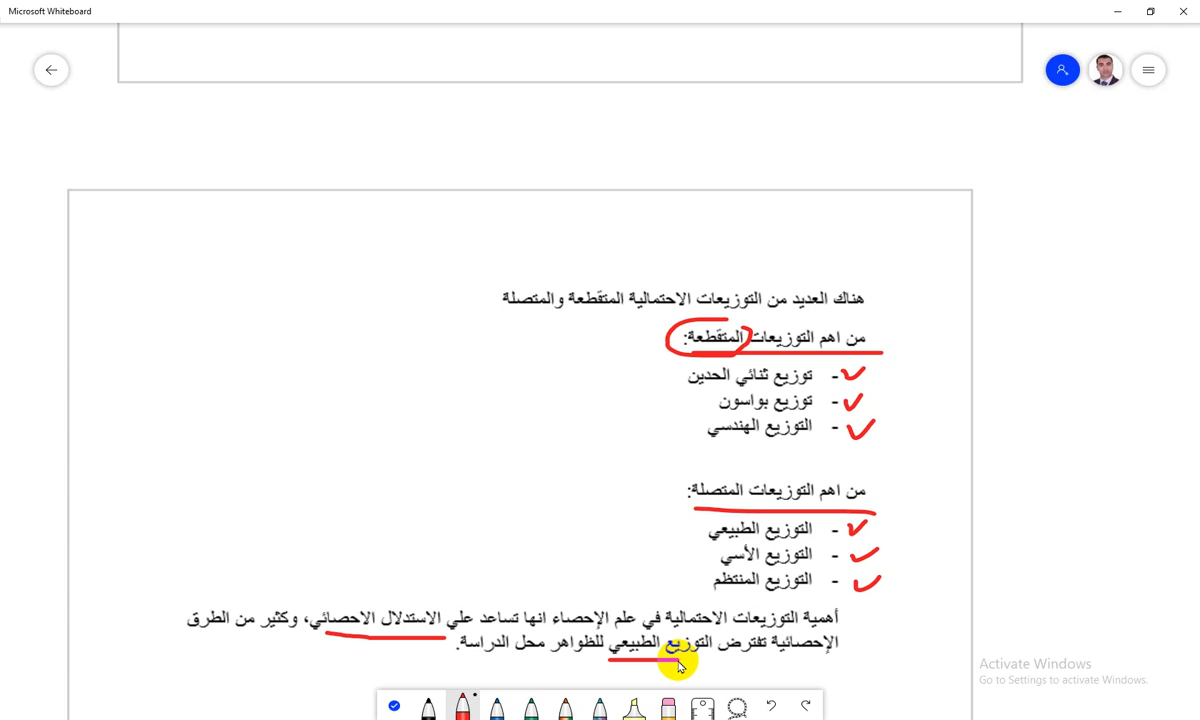 Microsoft Whiteboard
هناك العديد من التوزيعات الاحتمالية المتقطعة والمتصلة
من اهم التوزيعات المتقطعة:
- توزيع ثنائي الحدين
- توزيع بواسون
- التوزيع الهندسي
من اهم التوزيعات المتصلة:
- التوزيع الطبيعي
- التوزيع الأسي
- التوزيع المنتظم
أهمية التوزيعات الاحتمالية في علم الإحصاء انها تساعد علي الاستدلال الاحصائي، وكثير من الطرق
الإحصائية تفترض التوزيع الطبيعي للظواهر محل الدراسة.
Activate Windows
Go to Settings to activate Windows.